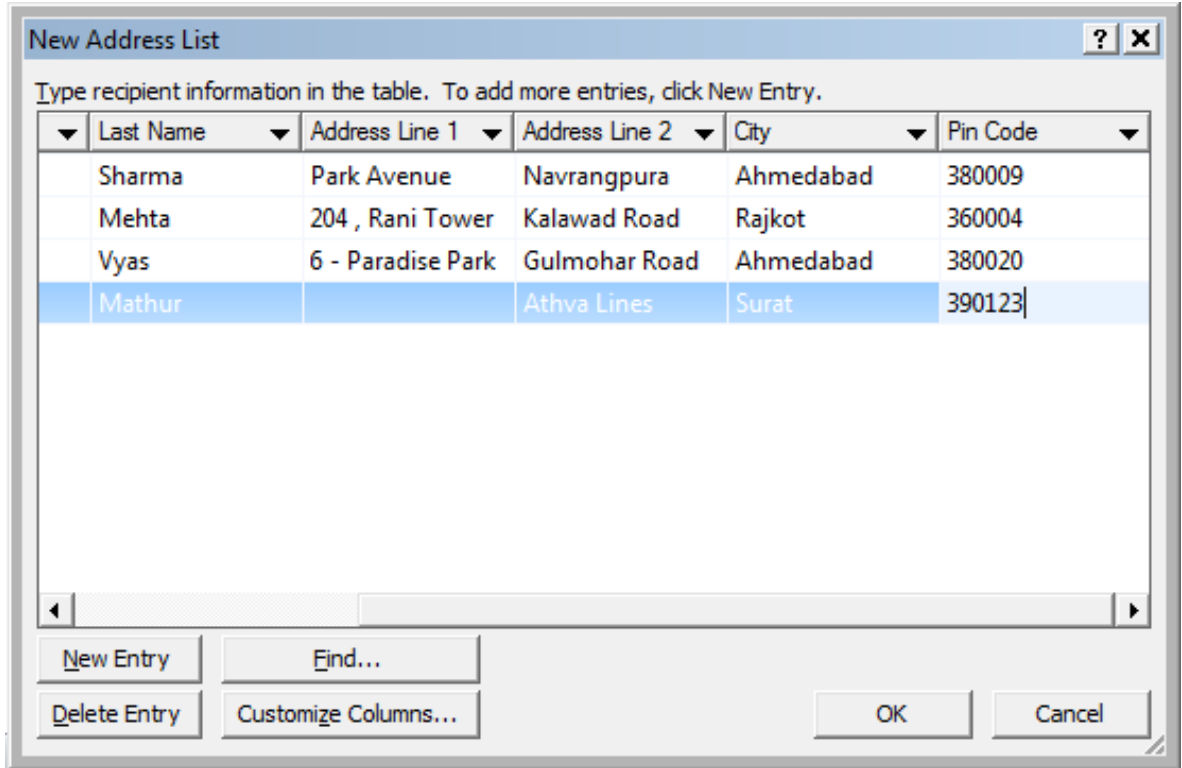 New Address List ? X
Type recipient information in the table. To add more entries, click New Entry.
Last Name Address Line 1 Address Line 2 City Pin Code
Sharma Park Avenue Navrangpura Ahmedabad 380009
Mehta 204 , Rani Tower Kalawad Road Rajkot 360004
Vyas 6 - Paradise Park Gulmohar Road Ahmedabad 380020
Mathur Athva Lines Surat 390123
New Entry Find...
Delete Entry Customize Columns... OK Cancel